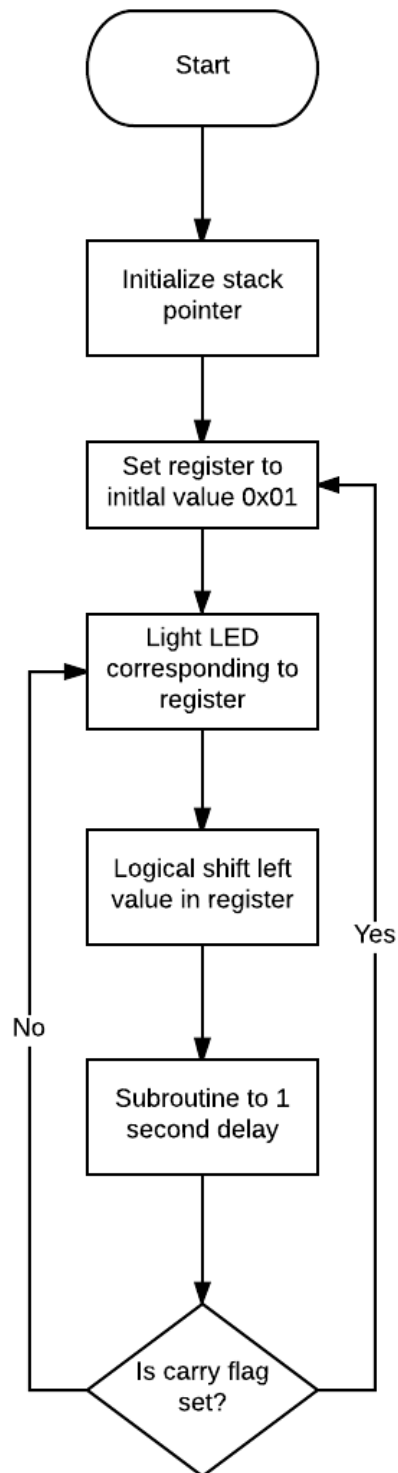 Start
Initialize stack
pointer
Set register to
initlal value 0x01
Light LED
corresponding to
register
Logical shift left
value in register
Yes
No
Subroutine to 1
second delay
Is carry flag
set?